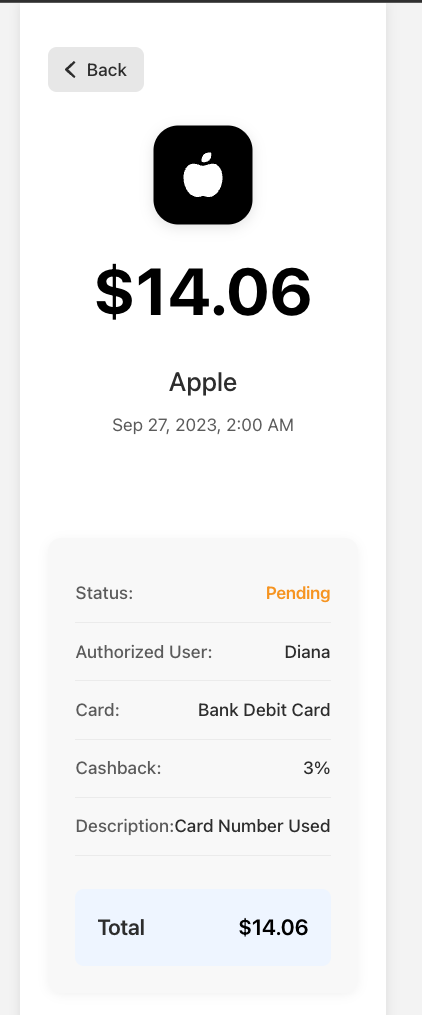 Back
$14.06
Apple
Sep 27, 2023, 2:00 AM
Status: Pending
Authorized User: Diana
Card: Bank Debit Card
Cashback: 3%
Description:Card Number Used
Total $14.06